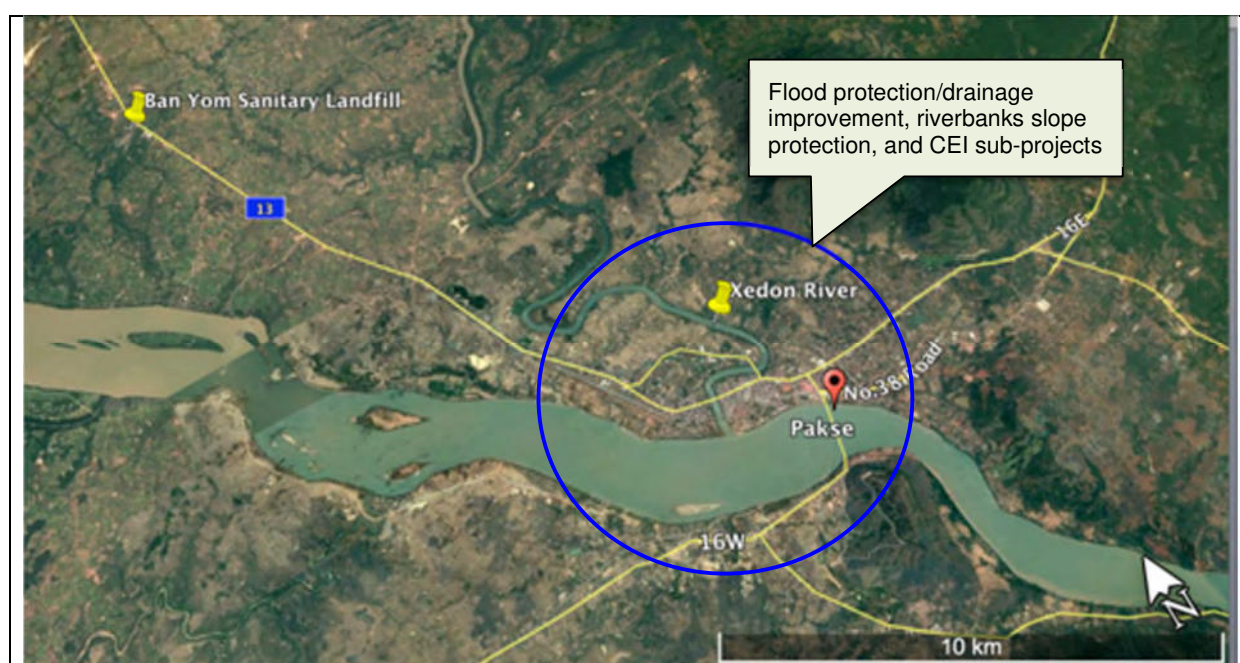 Flood protection/drainage
improvement, riverbanks slope
protection, and CEI sub-projects
Ban Yom Sanitary Landfill
13
16E
Xedon River
No.38 Road
Pakse
16W
N
10 km